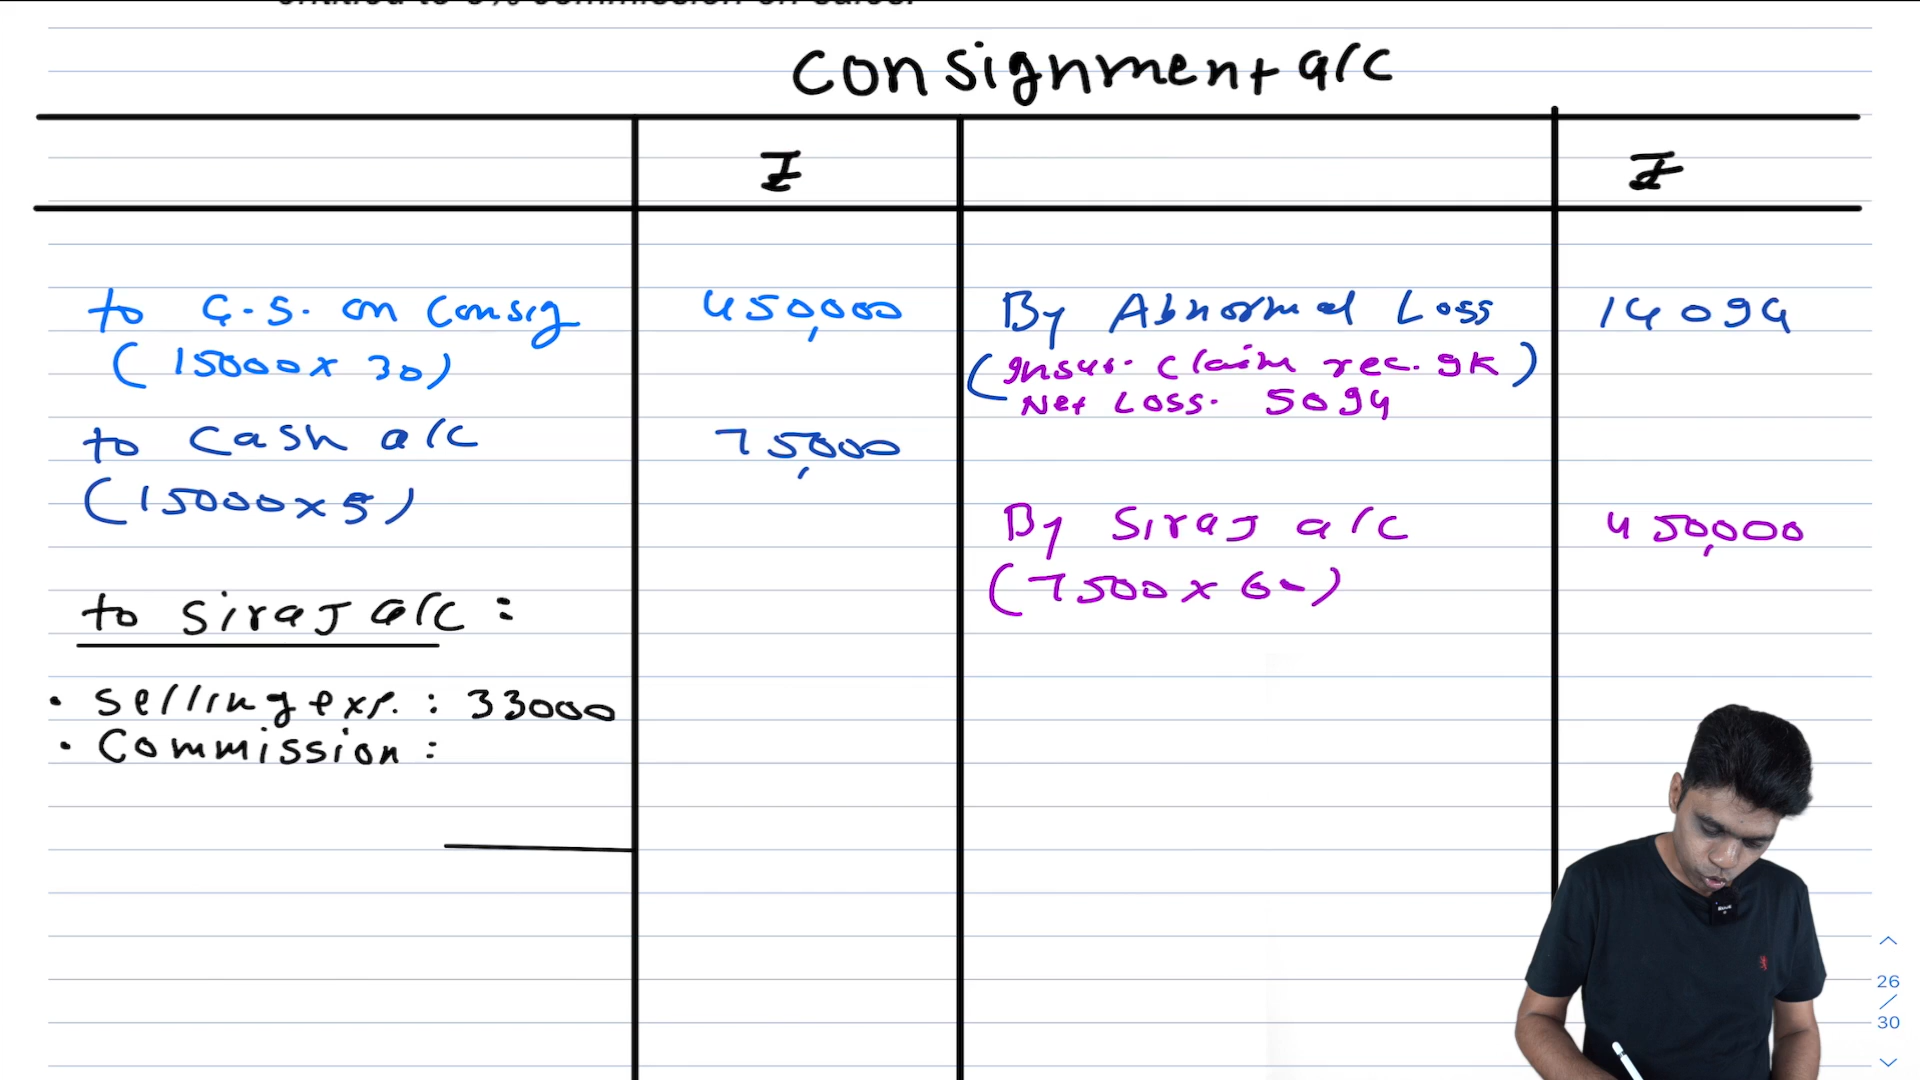 Consignment a/c
₹ ₹
to G.S. on Consig 450,000 By Abnormal Loss 14094
(15000 x 30) (Insur. Claim rec. 9K)
Net Loss. 5094
to Cash a/c 75,000
(15000 x 5)
By Siraj a/c 450,000
(7500 x 60)
to Siraj a/c :
• Selling exp. : 33000
• Commission :
26
/
30